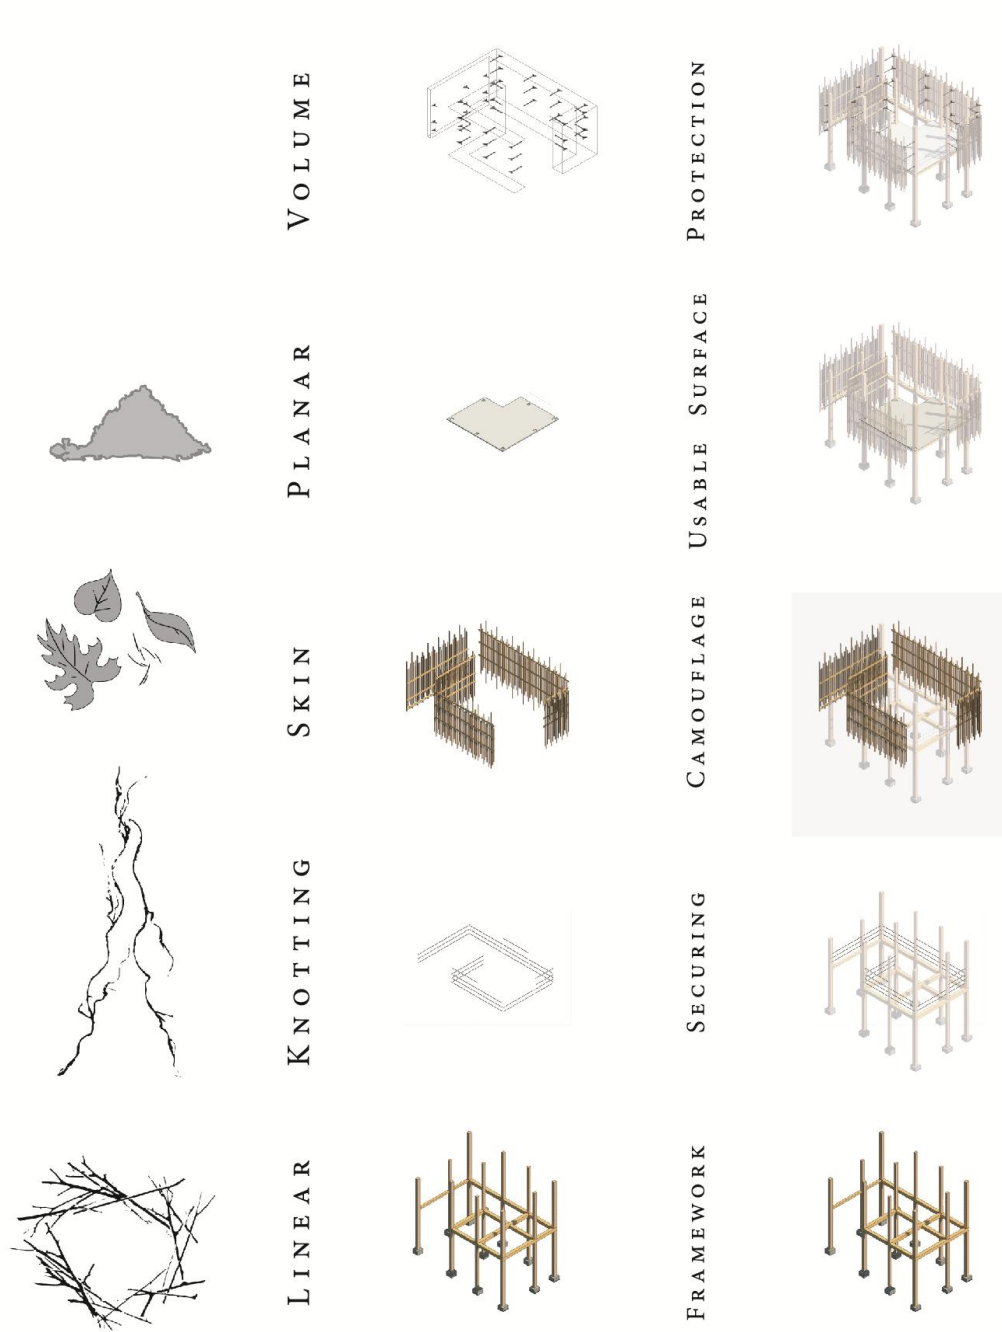 VOLUME
PROTECTION
PLANAR
USABLE SURFACE
SKIN
CAMOUFLAGE
KNOTTING
SECURING
LINEAR
FRAMEWORK